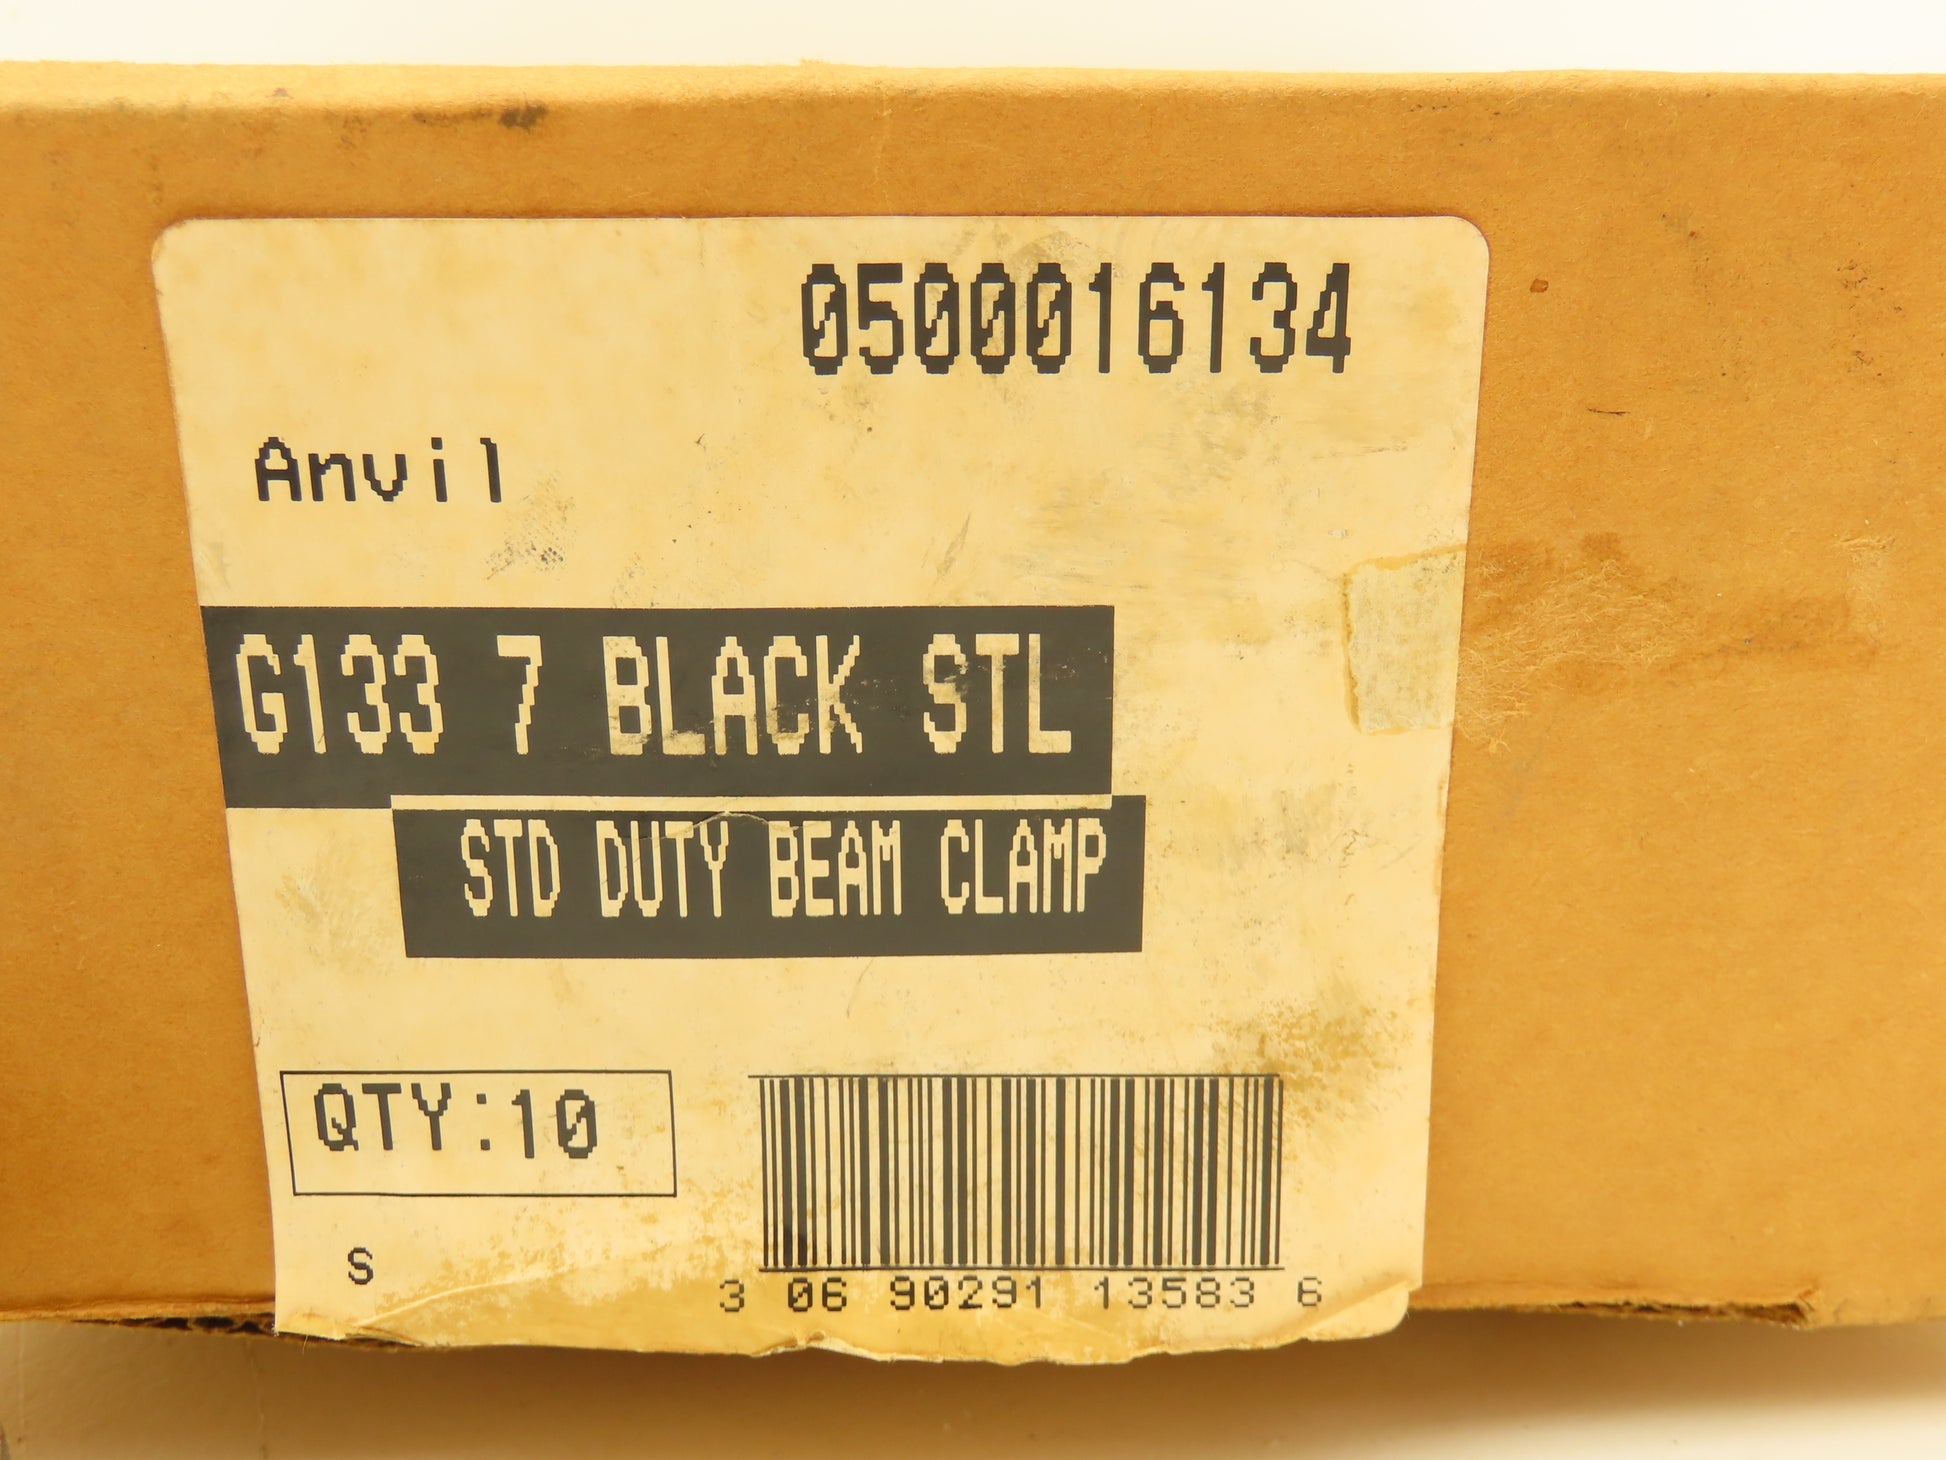 0500016134
Anvil
G133 7 BLACK STL
STD DUTY BEAM CLAMP
QTY:10
S
3 06 90291 13583 6